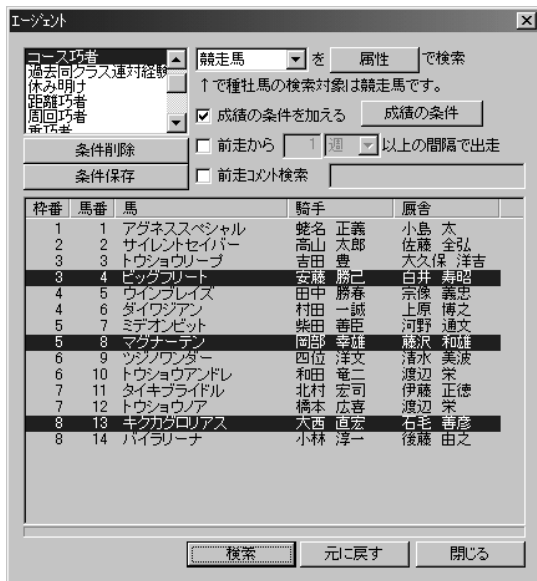 エージェント
コース巧者
過去同クラス連対経験
休み明け
距離巧者
周回巧者
重巧者
競走馬 を 属性 で検索
↑で種牡馬の検索対象は競走馬です。
成績の条件を加える 成績の条件
前走から 1 週 以上の間隔で出走
前走コメント検索
条件削除
条件保存
枠番 馬番 馬 騎手 厩舎
1 1 アグネススペシャル 蛯名 正義 小島 太
2 2 サイレントセイバー 高山 太郎 佐藤 全弘
3 3 トウショウリープ 吉田 豊 大久保 洋吉
3 4 ビッグフリート 安藤 勝己 白井 寿昭
4 5 ウインブレイズ 田中 勝春 宗像 義忠
4 6 ダイワジアン 村田 一誠 上原 博之
5 7 ミデオンビット 柴田 善臣 河野 通文
5 8 マグナーテン 岡部 幸雄 藤沢 和雄
6 9 ツジノワンダー 四位 洋文 清水 美波
6 10 トウショウアンドレ 和田 竜二 渡辺 栄
7 11 タイキブライドル 北村 宏司 伊藤 正徳
7 12 トウショウノア 橋本 広喜 渡辺 栄
8 13 キクカグロリアス 大西 直宏 石毛 善彦
8 14 バイラリーナ 小林 淳一 後藤 由之
検索 元に戻す 閉じる